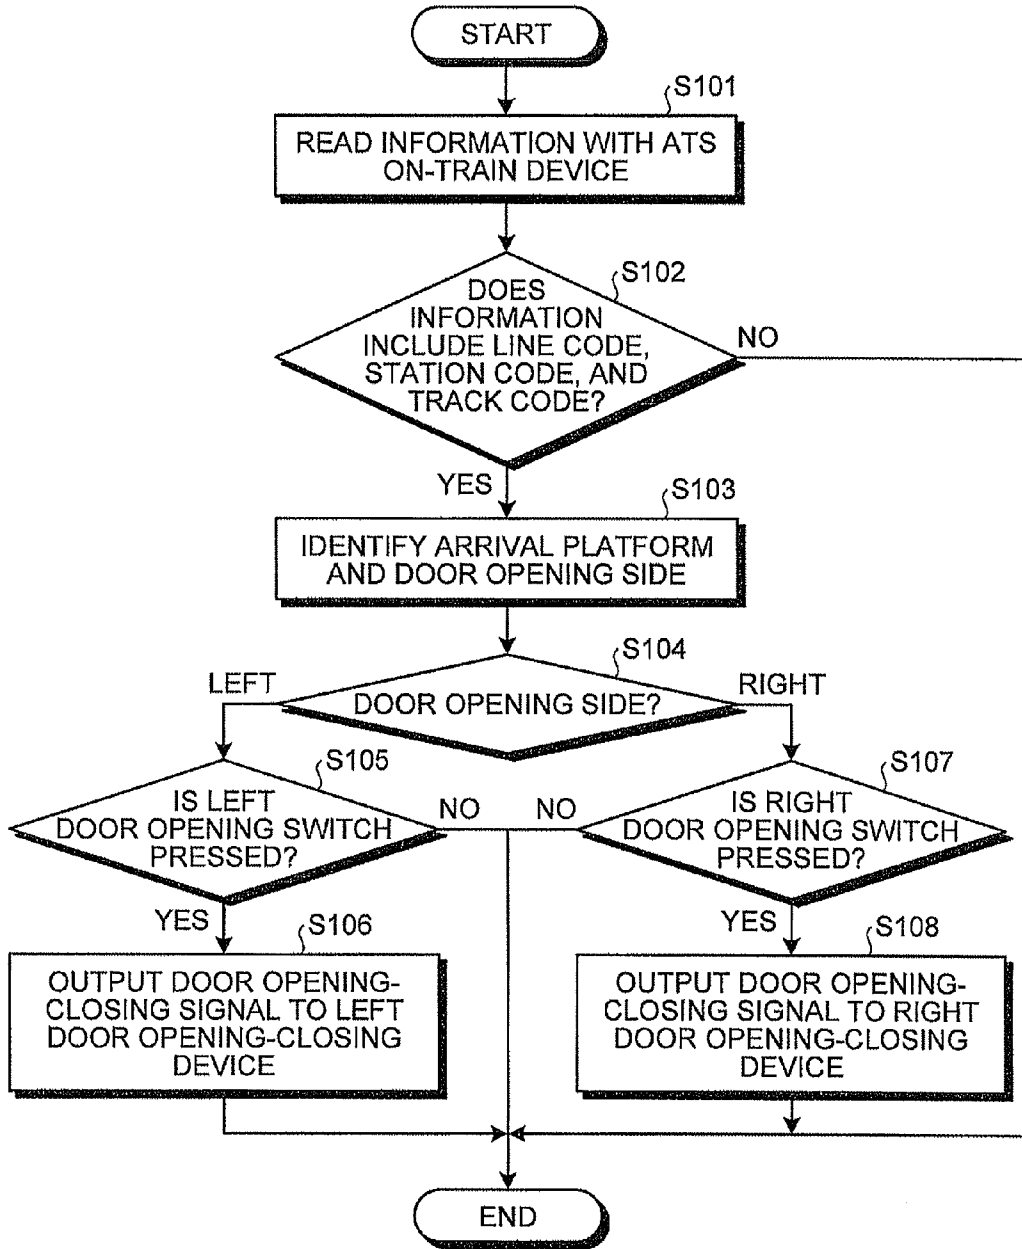 START
S101
READ INFORMATION WITH ATS
ON-TRAIN DEVICE
S102
DOES
INFORMATION
INCLUDE LINE CODE,
STATION CODE, AND
TRACK CODE?
NO
YES
S103
IDENTIFY ARRIVAL PLATFORM
AND DOOR OPENING SIDE
S104
LEFT
DOOR OPENING SIDE?
RIGHT
S105
IS LEFT
DOOR OPENING SWITCH
PRESSED?
NO
NO
S107
IS RIGHT
DOOR OPENING SWITCH
PRESSED?
YES
S106
OUTPUT DOOR OPENING-
CLOSING SIGNAL TO LEFT
DOOR OPENING-CLOSING
DEVICE
YES
S108
OUTPUT DOOR OPENING-
CLOSING SIGNAL TO RIGHT
DOOR OPENING-CLOSING
DEVICE
END